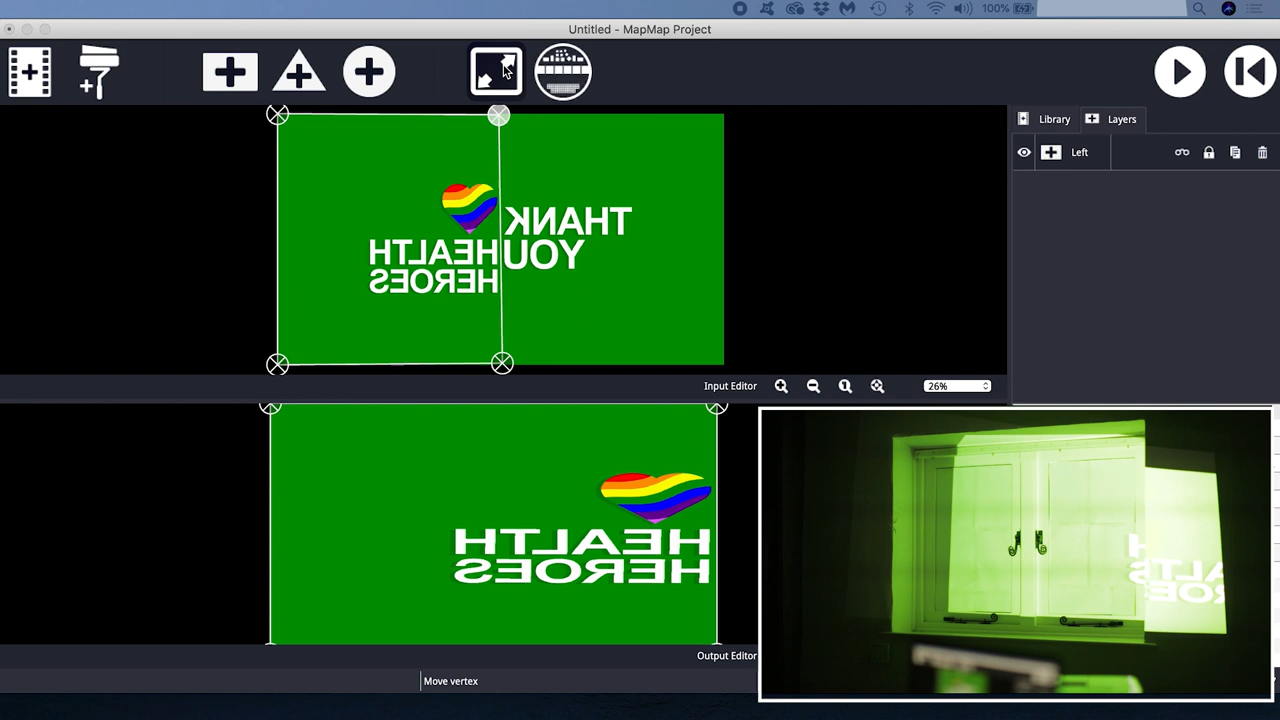 100%
Untitled - MapMap Project
Library
Layers
Left
THANK
YOU
HEALTH
HEROES
Input Editor
26%
HEALTH
HEROES
Output Editor
Move vertex